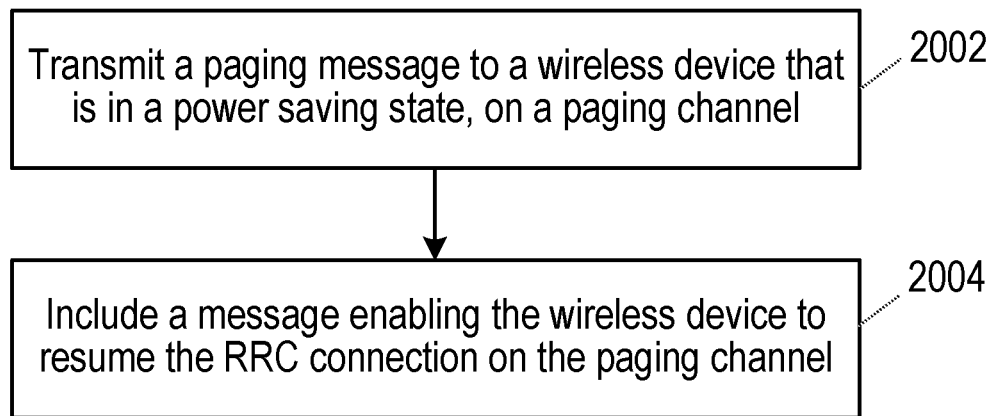 Transmit a paging message to a wireless device that
is in a power saving state, on a paging channel
2002
Include a message enabling the wireless device to
resume the RRC connection on the paging channel
2004